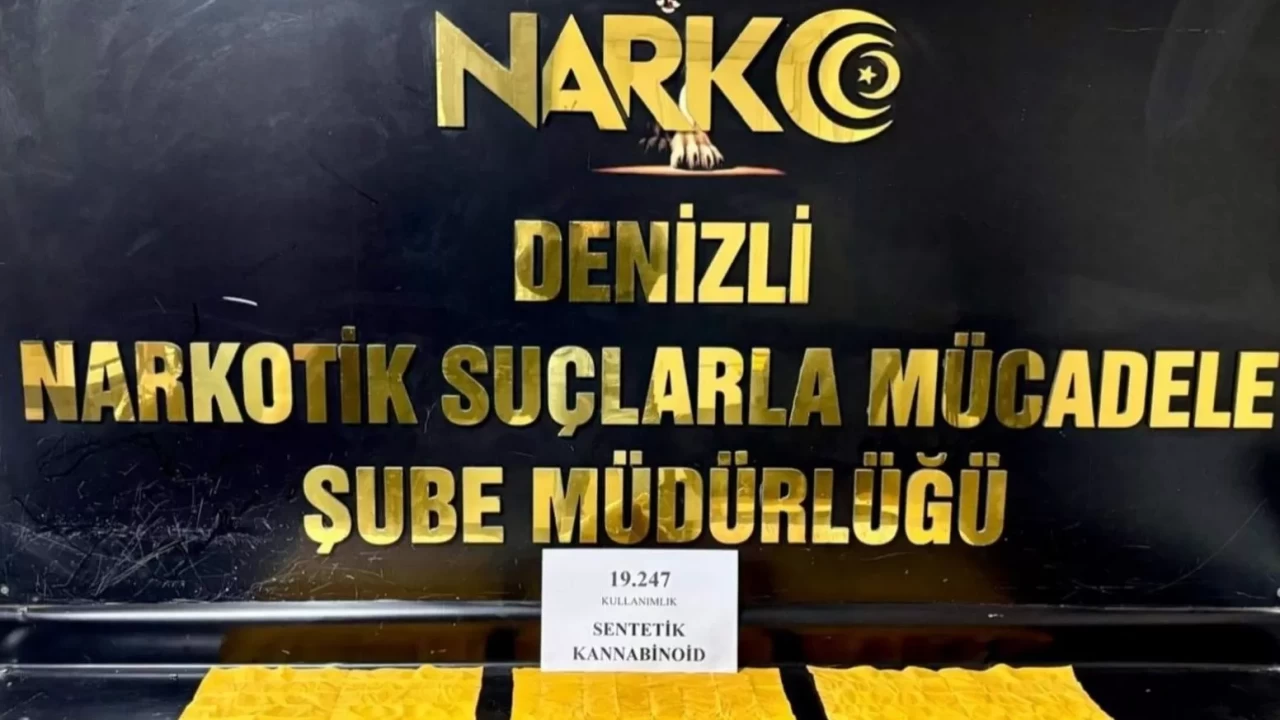 NARKO
DENİZLİ
NARKOTİK SUÇLARLA MÜCADELE
ŞUBE MÜDÜRLÜĞÜ
19.247
KULLANIMLIK
SENTETİK
KANNABİNOİD